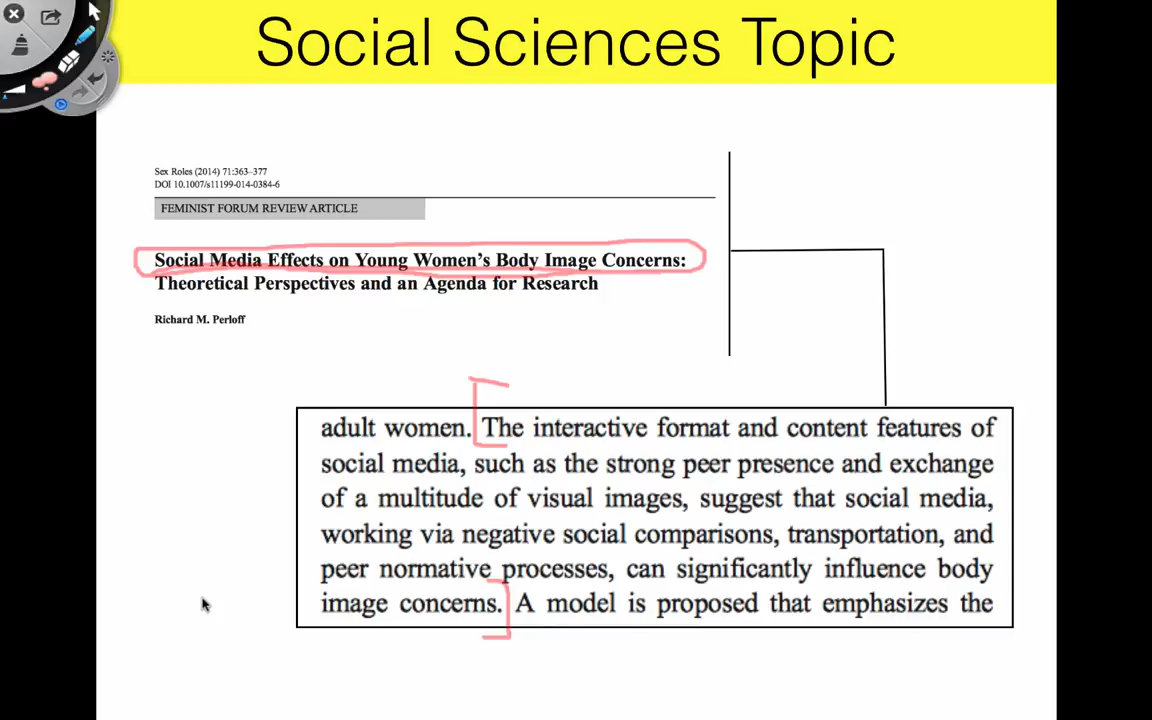 Social Sciences Topic
Sex Roles (2014) 71:363–377
DOI 10.1007/s11199-014-0384-6
FEMINIST FORUM REVIEW ARTICLE
Social Media Effects on Young Women's Body Image Concerns:
Theoretical Perspectives and an Agenda for Research
Richard M. Perloff
adult women. The interactive format and content features of
social media, such as the strong peer presence and exchange
of a multitude of visual images, suggest that social media,
working via negative social comparisons, transportation, and
peer normative processes, can significantly influence body
image concerns. A model is proposed that emphasizes the